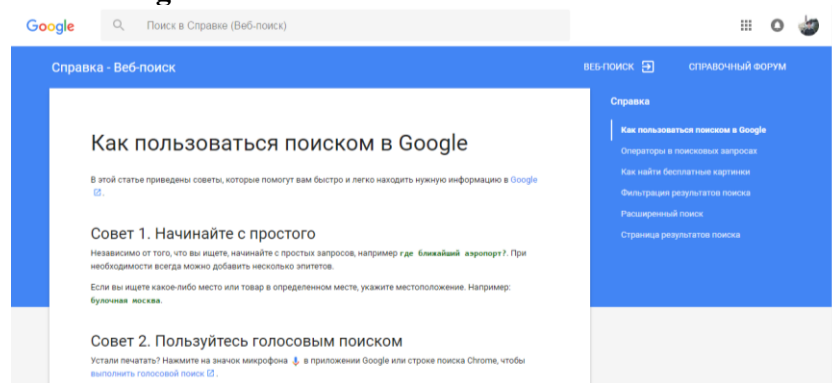 Google
Поиск в Справке (Веб-поиск)
Справка - Веб-поиск
ВЕБ-ПОИСК
СПРАВОЧНЫЙ ФОРУМ
Как пользоваться поиском в Google
В этой статье приведены советы, которые помогут вам быстро и легко находить нужную информацию в Google
.
Совет 1. Начинайте с простого
Независимо от того, что вы ищете, начинайте с простых запросов, например где ближайший аэропорт?. При
необходимости всегда можно добавить несколько эпитетов.
Если вы ищете какое-либо место или товар в определенном месте, укажите местоположение. Например:
булочная москва.
Совет 2. Пользуйтесь голосовым поиском
Устали печатать? Нажмите на значок микрофона в приложении Google или строке поиска Chrome, чтобы
выполнить голосовой поиск .
Справка
Как пользоваться поиском в Google
Операторы в поисковых запросах
Как найти бесплатные картинки
Фильтрация результатов поиска
Расширенный поиск
Страница результатов поиска